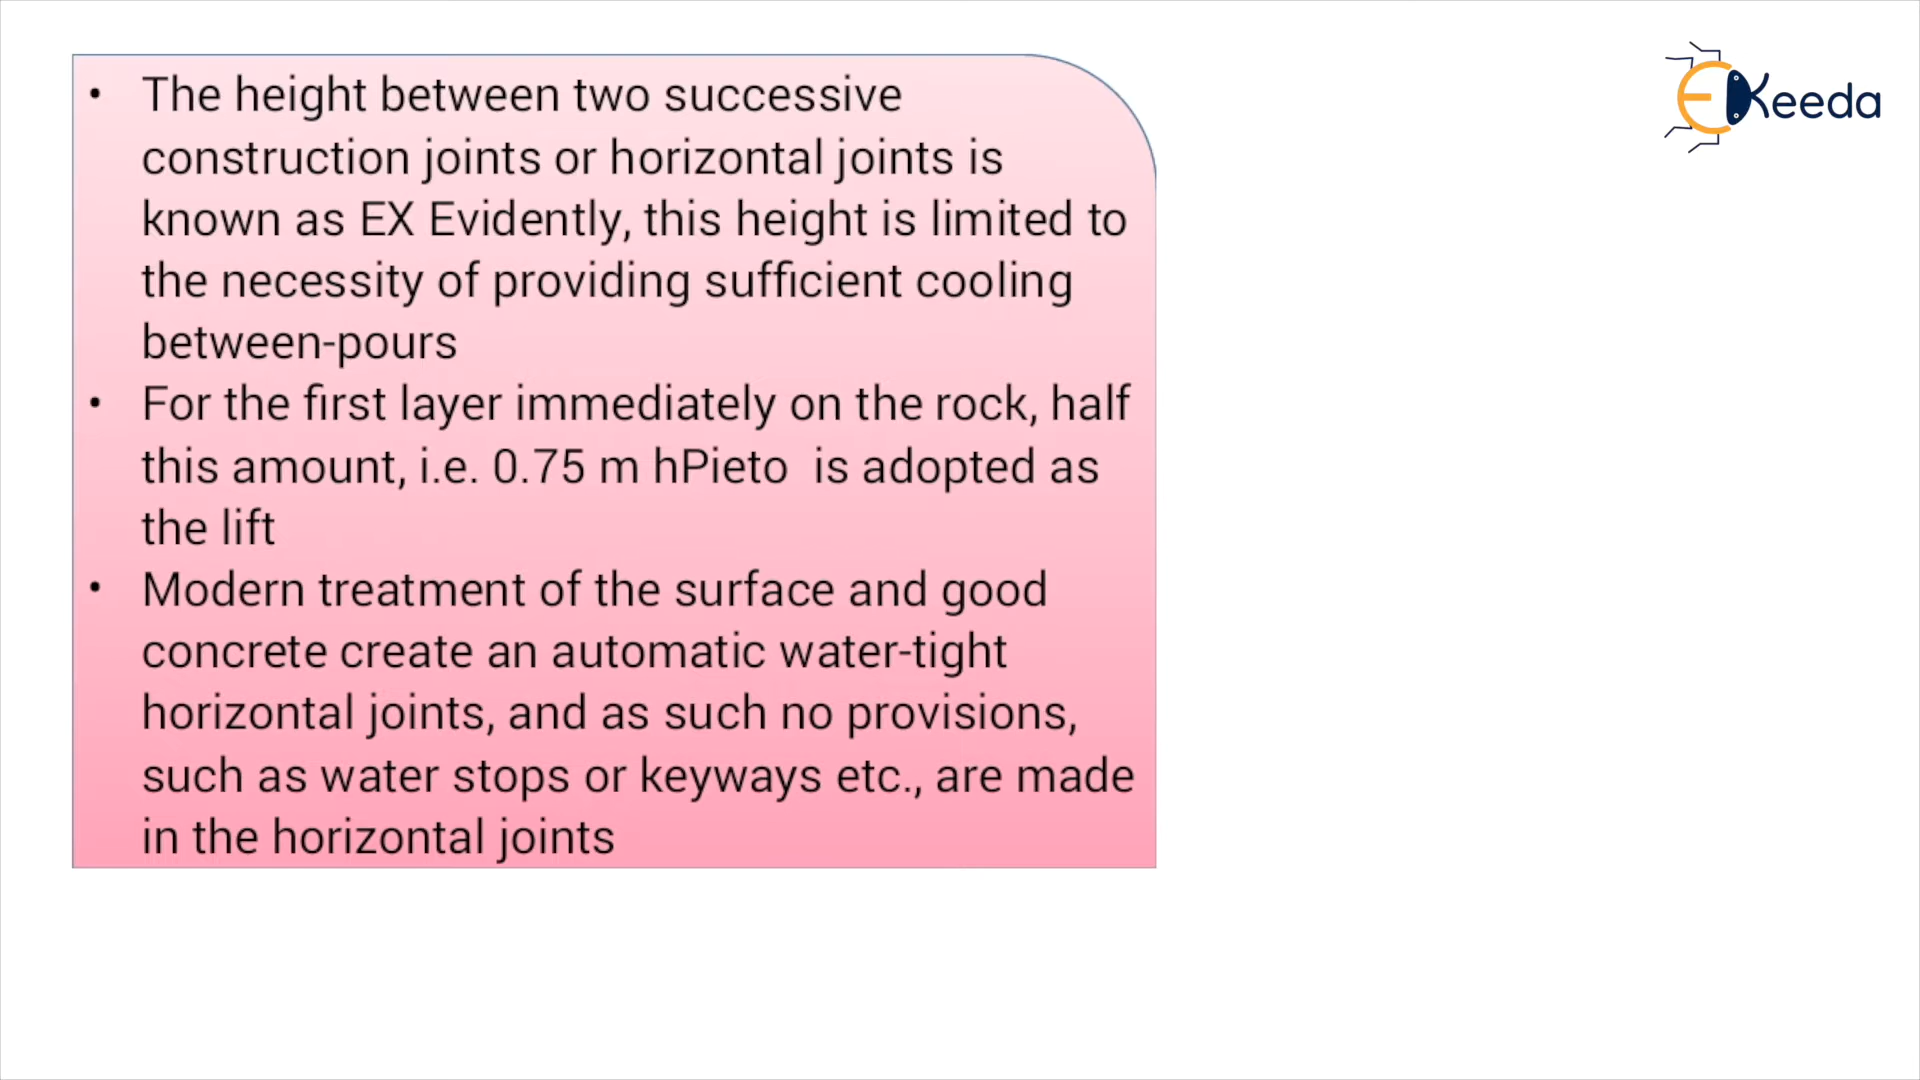 • The height between two successive
construction joints or horizontal joints is
known as EX Evidently, this height is limited to
the necessity of providing sufficient cooling
between-pours
• For the first layer immediately on the rock, half
this amount, i.e. 0.75 m hPieto is adopted as
the lift
• Modern treatment of the surface and good
concrete create an automatic water-tight
horizontal joints, and as such no provisions,
such as water stops or keyways etc., are made
in the horizontal joints
EKeeda